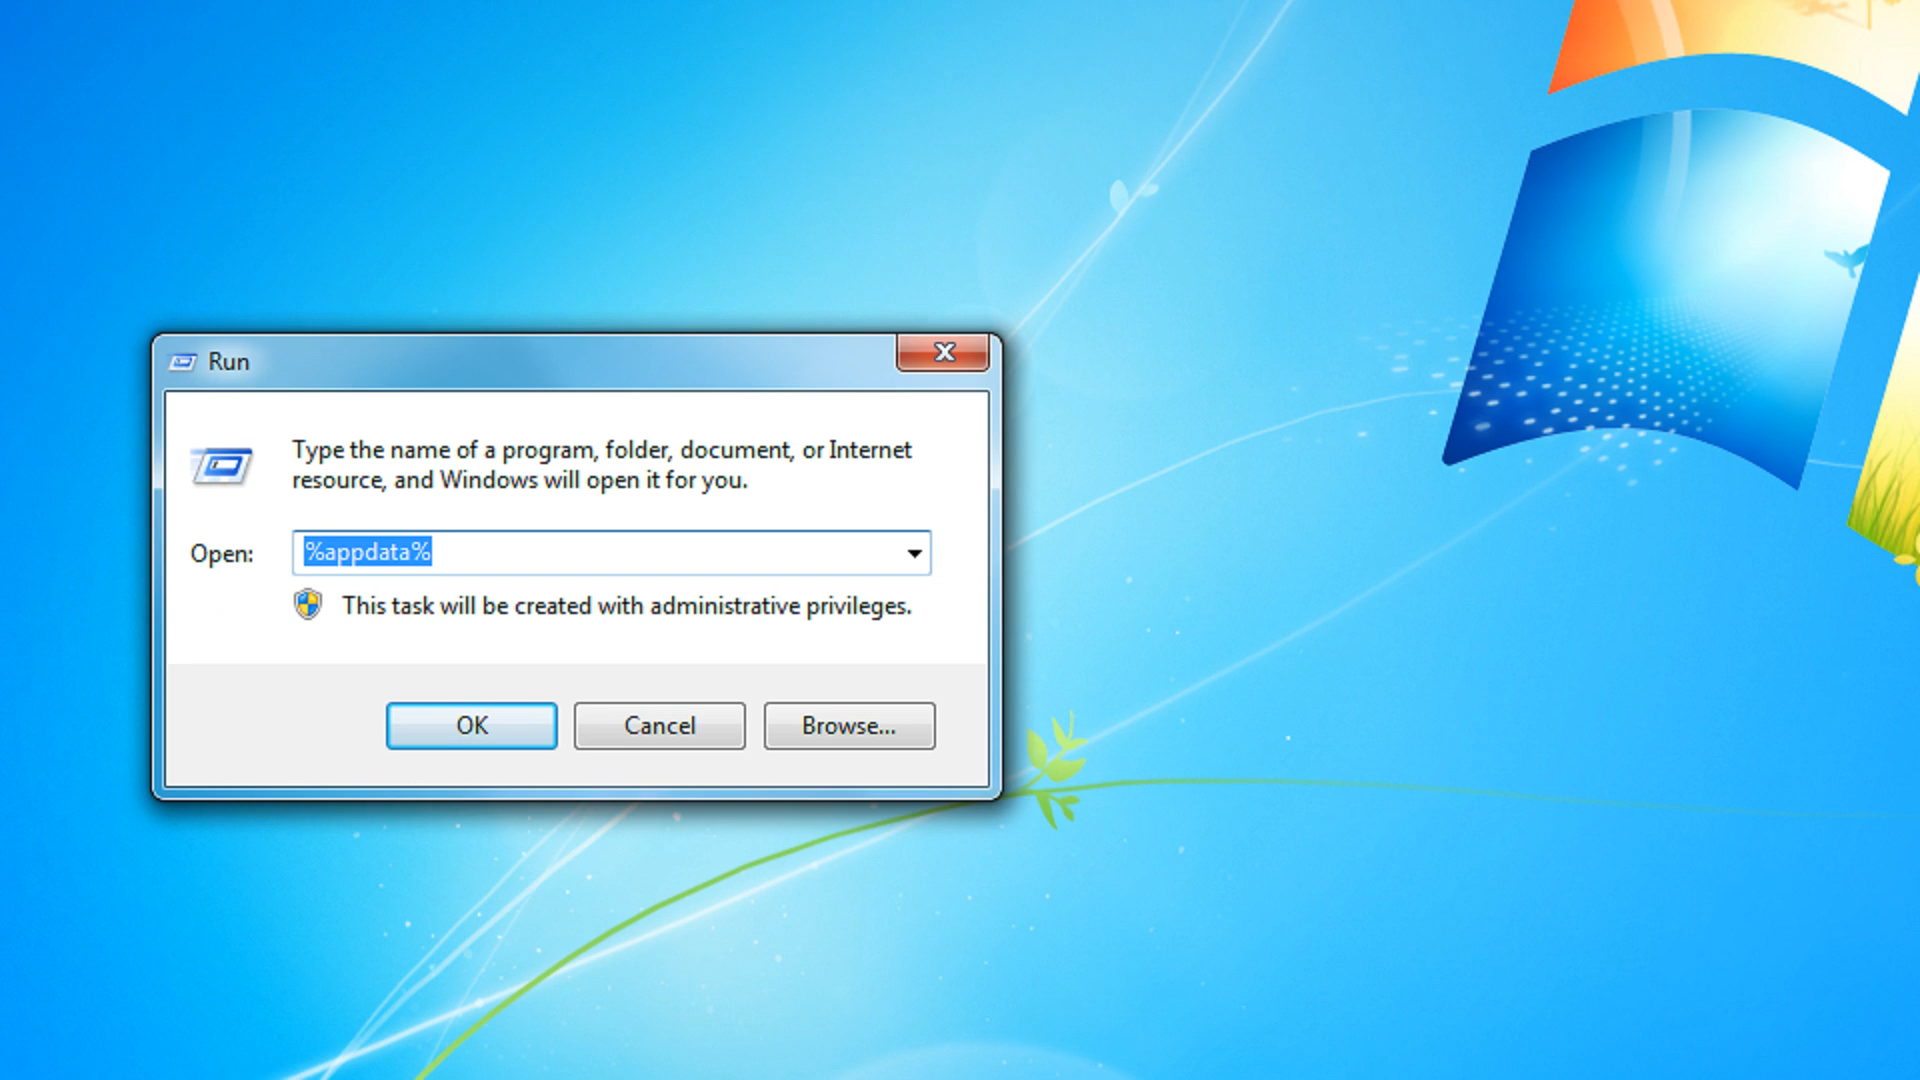 Run
Type the name of a program, folder, document, or Internet
resource, and Windows will open it for you.
Open: %appdata%
This task will be created with administrative privileges.
OK Cancel Browse...